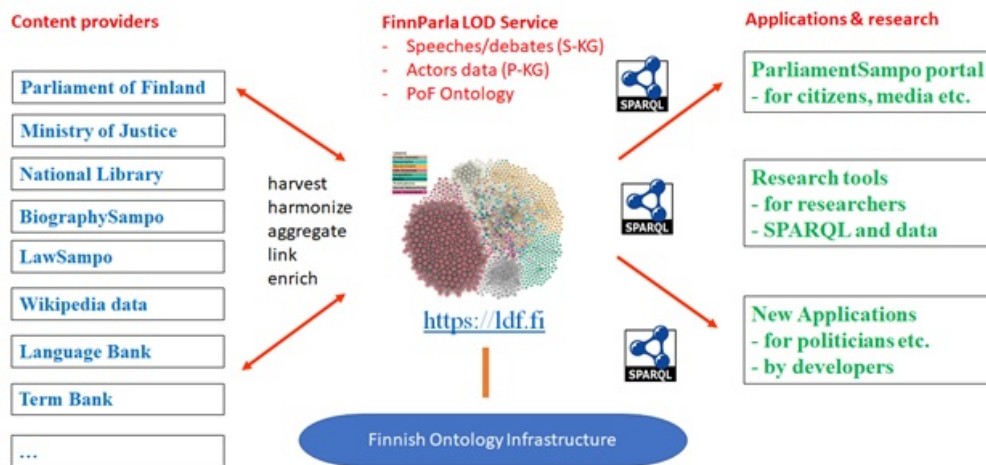 Content providers
Parliament of Finland
Ministry of Justice
National Library
BiographySampo
LawSampo
Wikipedia data
Language Bank
Term Bank
...
harvest
harmonize
aggregate
link
enrich
FinnParla LOD Service
- Speeches/debates (S-KG)
- Actors data (P-KG)
- PoF Ontology
https://ldf.fi
Finnish Ontology Infrastructure
SPARQL
SPARQL
SPARQL
Applications & research
ParliamentSampo portal
- for citizens, media etc.
Research tools
- for researchers
- SPARQL and data
New Applications
- for politicians etc.
- by developers